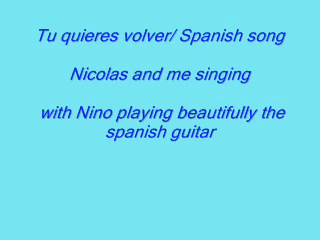 Tu quieres volver/ Spanish song
Nicolas and me singing
with Nino playing beautifully the
spanish guitar